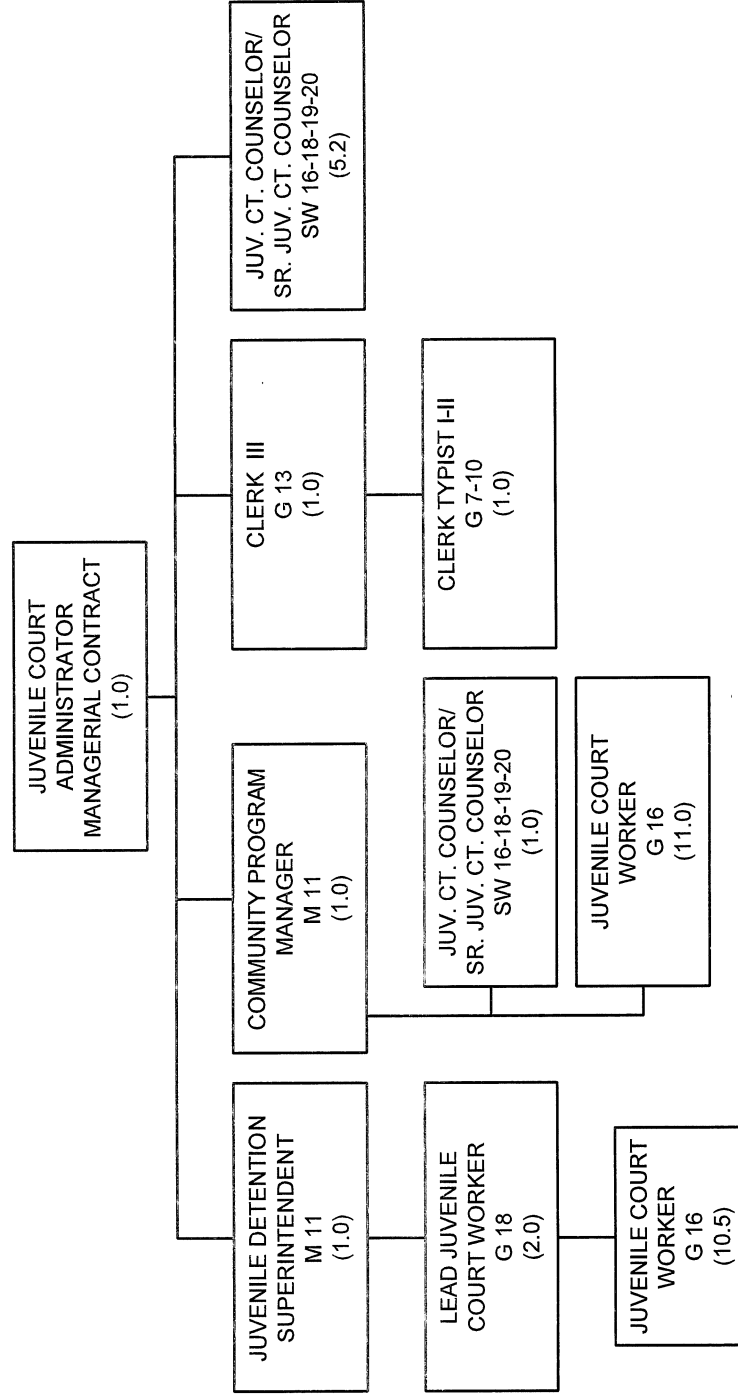 JUVENILE COURT
ADMINISTRATOR
MANAGERIAL CONTRACT
(1.0)
JUVENILE DETENTION
SUPERINTENDENT
M 11
(1.0)
LEAD JUVENILE
COURT WORKER
G 18
(2.0)
JUVENILE COURT
WORKER
G 16
(10.5)
COMMUNITY PROGRAM
MANAGER
M 11
(1.0)
JUV. CT. COUNSELOR/
SR. JUV. CT. COUNSELOR
SW 16-18-19-20
(1.0)
JUVENILE COURT
WORKER
G 16
(11.0)
CLERK III
G 13
(1.0)
CLERK TYPIST I-II
G 7-10
(1.0)
JUV. CT. COUNSELOR/
SR. JUV. CT. COUNSELOR
SW 16-18-19-20
(5.2)